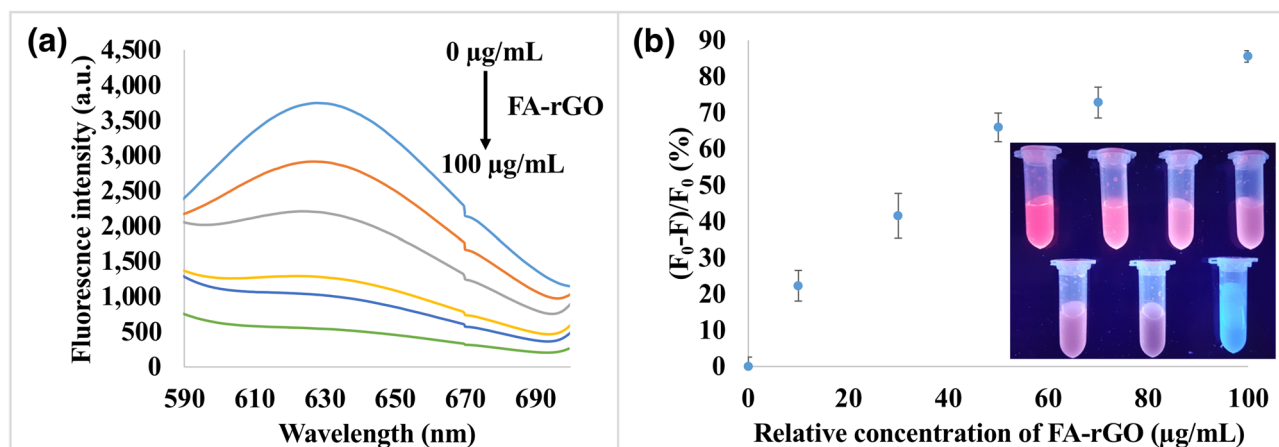 (a)
Fluorescnce intensity (a.u.)
4,500
4,000
3,500
3,000
2,500
2,000
1,500
1,000
500
0
0 µg/mL
FA-rGO
100 µg/mL
590 610 630 650 670 690
Wavelength (nm)
(b)
(F₀-F)/F₀ (%)
90
80
70
60
50
40
30
20
10
0
0 20 40 60 80 100
Relative concentration of FA-rGO (µg/mL)